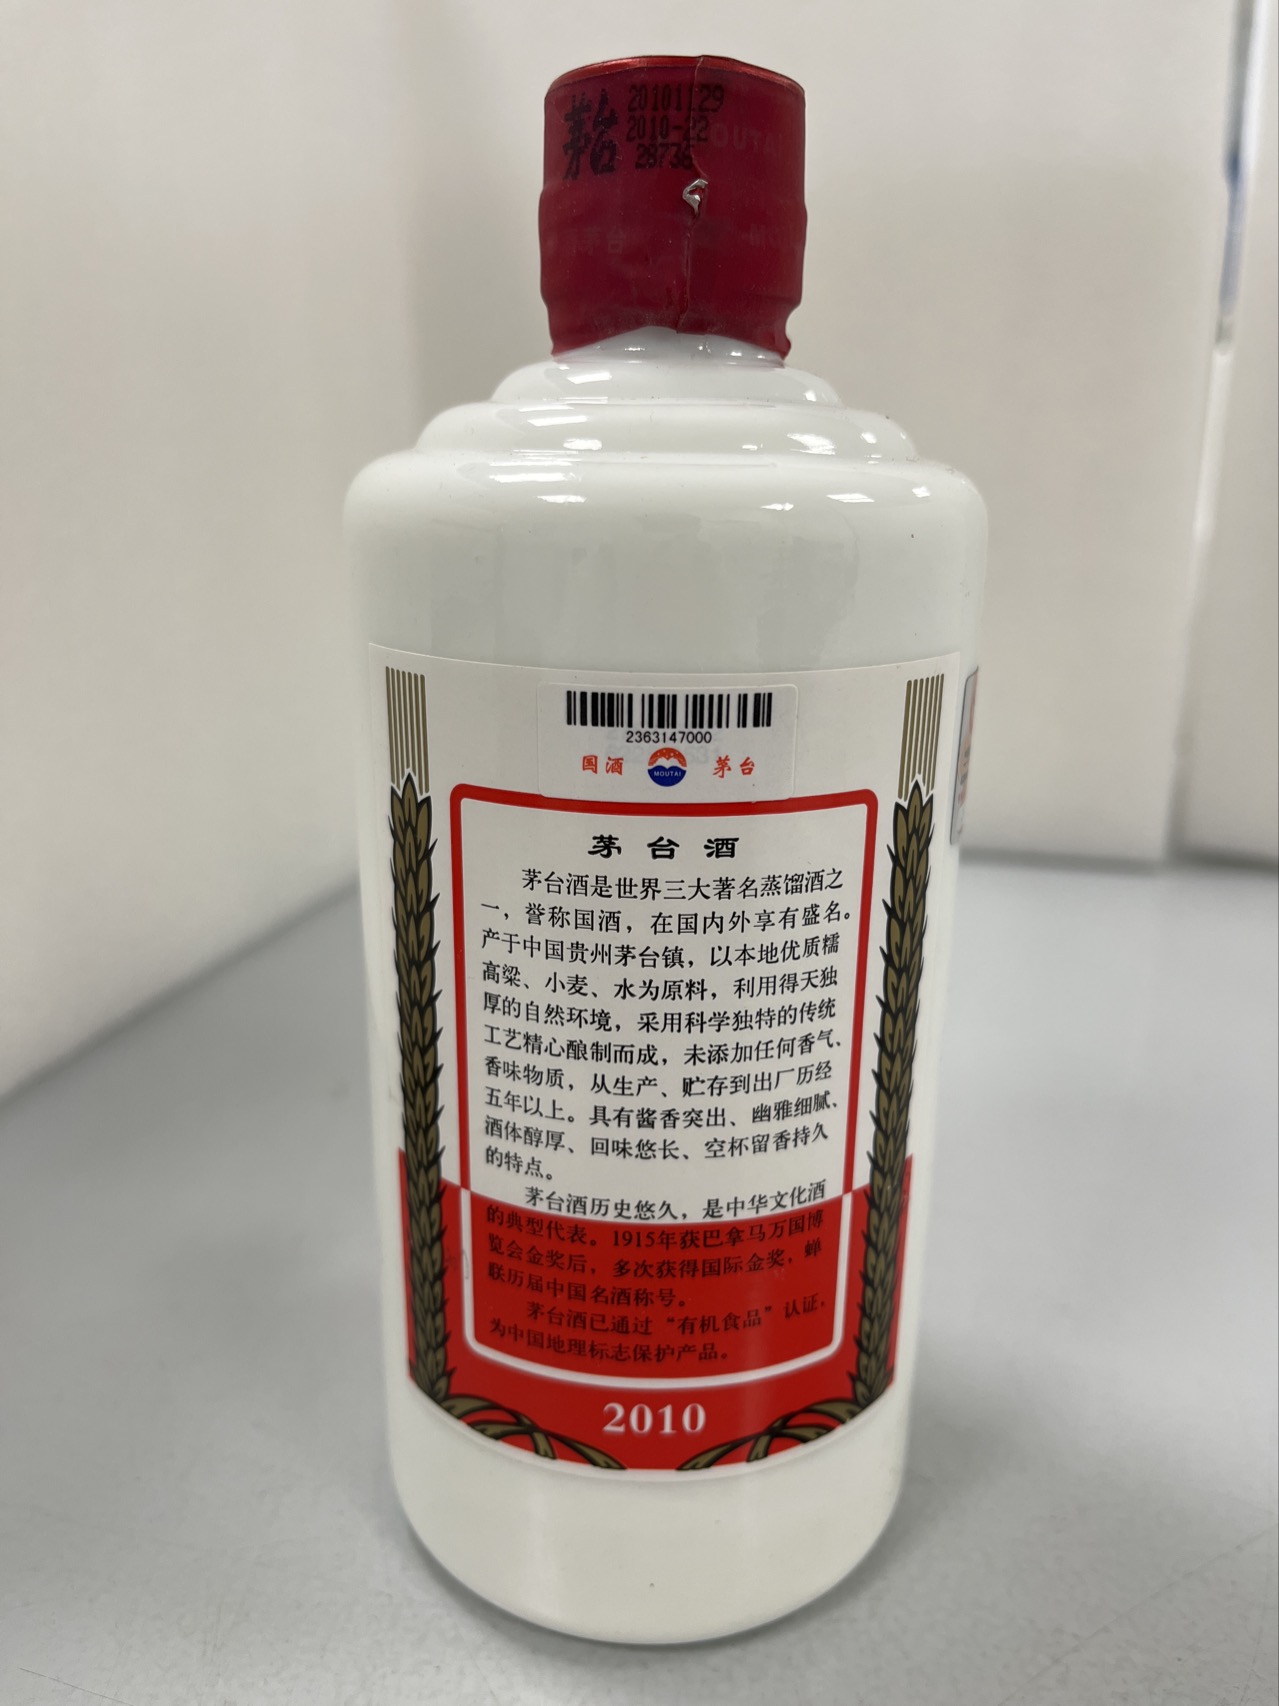 茅台
20101129
2010-22
28736
OUTAI
2363147000
国酒
MOUTAI
茅台
茅台酒
茅台酒是世界三大著名蒸馏酒之
一，誉称国酒，在国内外享有盛名。
产于中国贵州茅台镇，以本地优质糯
高粱、小麦、水为原料，利用得天独
厚的自然环境，采用科学独特的传统
工艺精心酿制而成，未添加任何香气、
香味物质，从生产、贮存到出厂历经
五年以上。具有酱香突出、幽雅细腻、
酒体醇厚、回味悠长、空杯留香持久
的特点。
茅台酒历史悠久，是中华文化酒
的典型代表。1915年获巴拿马万国博
览会金奖后，多次获得国际金奖，蝉
联历届中国名酒称号。
茅台酒已通过“有机食品”认证，
为中国地理标志保护产品。
2010